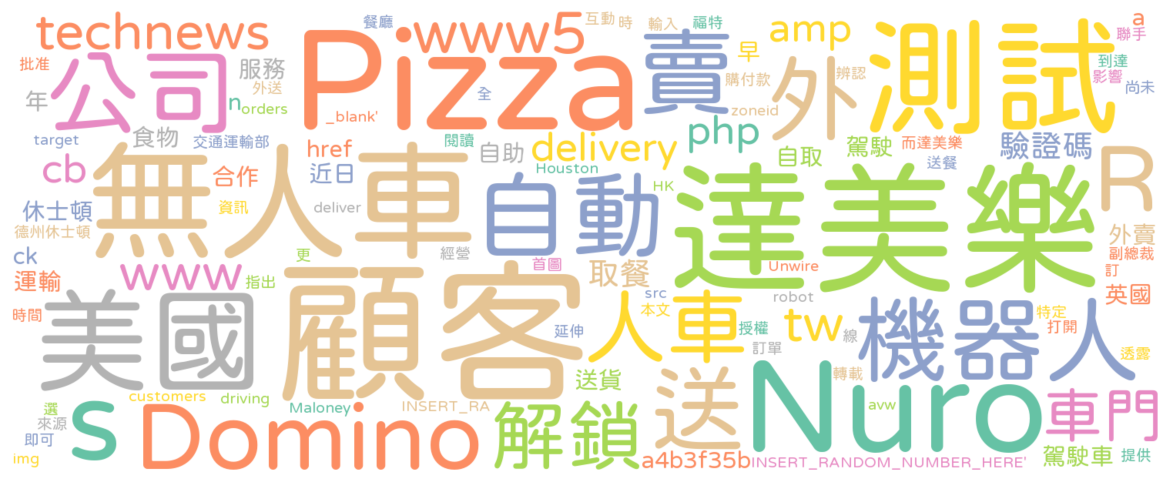 technews
www5
餐廳
互動
時
輸入
福特
amp
a
聯手
批准
公司
服務
外送
Pizza
賣
早
外
測試
到達
影響
年
n
orders
_blank'
全
購付款
辨認
zoneid
尚未
target
食物
交通運輸部
href
閱讀
自助
delivery
php
自取
駕駛
而達美樂
送餐
驗證碼
cb
無人車
合作
近日
Houston
自動
HK
達美樂
R
休士頓
德州休士頓
資訊
deliver
外賣
ck
運輸
www
指出
更
經營
首圖
取餐
Unwire
副總裁
訂
時間
美國
顧客
src
本文
robot
英國
延伸
人車
授權
tw
線
機器人
特定
打開
訂單
透露
選
customers
driving
送貨
轉載
來源
s
Maloney
INSERT_RA
送
avw
即可
Domino
解鎖
Nuro
車門
img
a4b3f35b
INSERT_RANDOM_NUMBER_HERE'
駕駛車
提供